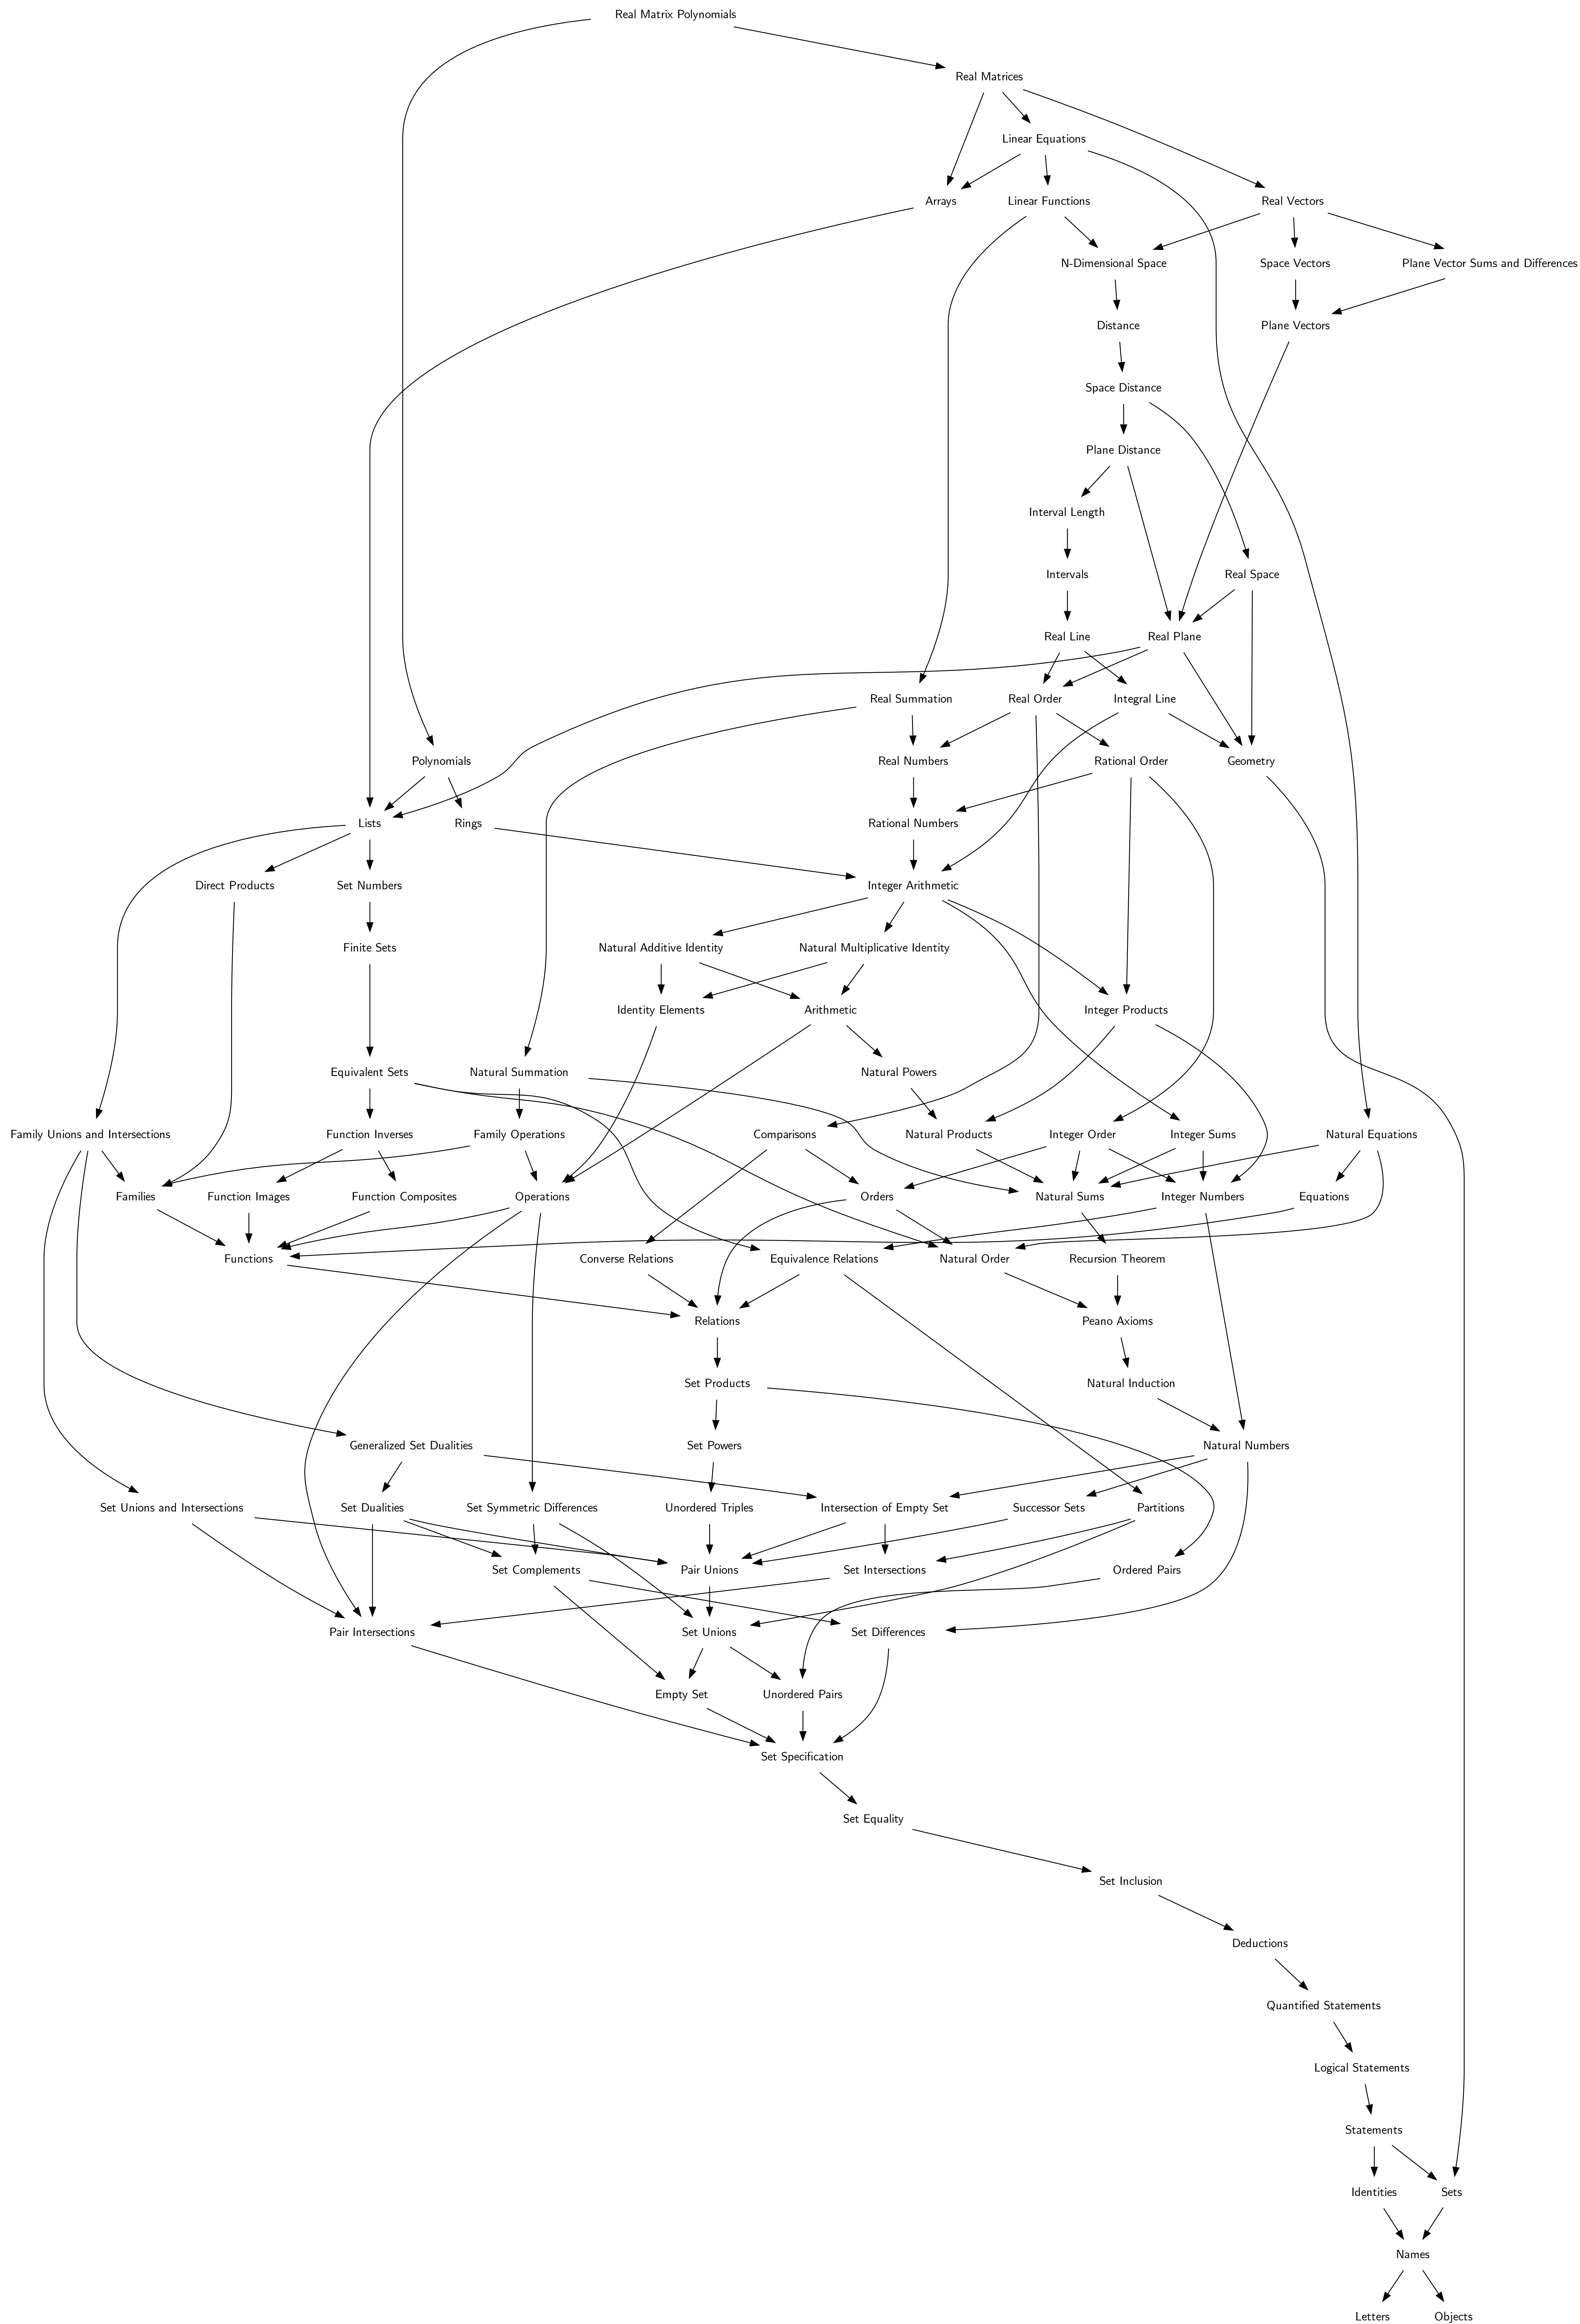 Real Matrix Polynomials
Real Matrices
Linear Equations
Arrays
Linear Functions
Real Vectors
N-Dimensional Space
Space Vectors
Plane Vector Sums and Differences
Distance
Plane Vectors
Space Distance
Plane Distance
Interval Length
Intervals
Real Space
Real Line
Real Plane
Real Summation
Real Order
Integral Line
Polynomials
Real Numbers
Rational Order
Geometry
Lists
Rings
Rational Numbers
Direct Products
Set Numbers
Integer Arithmetic
Finite Sets
Natural Additive Identity
Natural Multiplicative Identity
Identity Elements
Arithmetic
Integer Products
Equivalent Sets
Natural Summation
Natural Powers
Family Unions and Intersections
Function Inverses
Family Operations
Comparisons
Natural Products
Integer Order
Integer Sums
Natural Equations
Families
Function Images
Function Composites
Operations
Orders
Natural Sums
Integer Numbers
Equations
Functions
Converse Relations
Equivalence Relations
Natural Order
Recursion Theorem
Relations
Peano Axioms
Set Products
Natural Induction
Generalized Set Dualities
Set Powers
Natural Numbers
Set Unions and Intersections
Set Dualities
Set Symmetric Differences
Unordered Triples
Intersection of Empty Set
Successor Sets
Partitions
Set Complements
Pair Unions
Set Intersections
Ordered Pairs
Pair Intersections
Set Unions
Set Differences
Empty Set
Unordered Pairs
Set Specification
Set Equality
Set Inclusion
Deductions
Quantified Statements
Logical Statements
Statements
Identities
Sets
Names
Letters
Objects